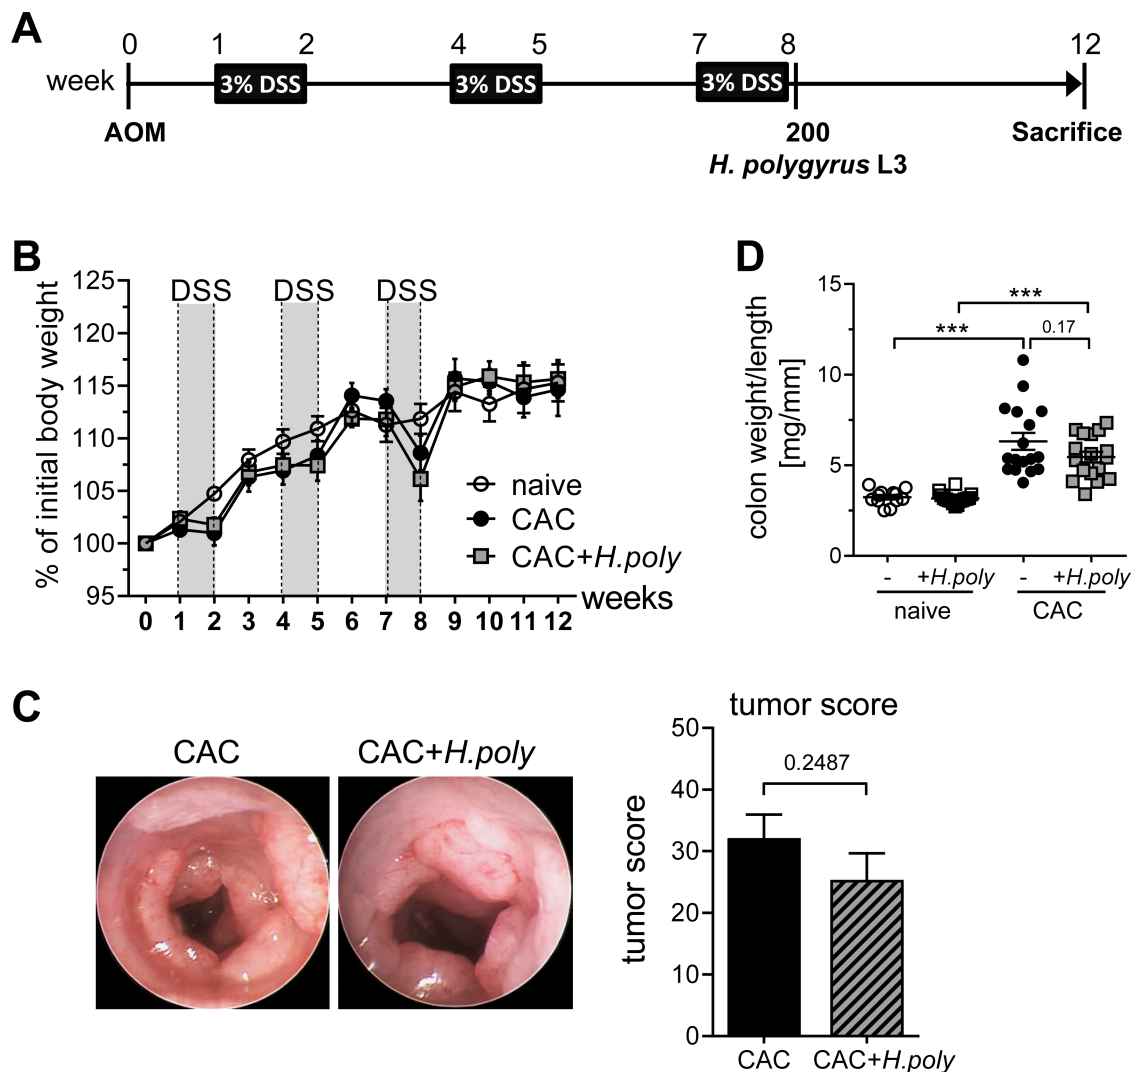 A
0 1 2 4 5 7 8 12
week 3% DSS 3% DSS 3% DSS
AOM 200 Sacrifice
H. polygyrus L3
B
% of initial body weight
125
120
115
110
105
100
95
DSS DSS DSS
naive
CAC
CAC+H.poly
weeks
0 1 2 3 4 5 6 7 8 9 10 11 12
D
colon weight/length
[mg/mm]
15
10
5
0
***
*** 0.17
- +H.poly - +H.poly
naive CAC
C
CAC CAC+H.poly
tumor score
tumor score
50
40
30
20
10
0
0.2487
CAC CAC+H.poly